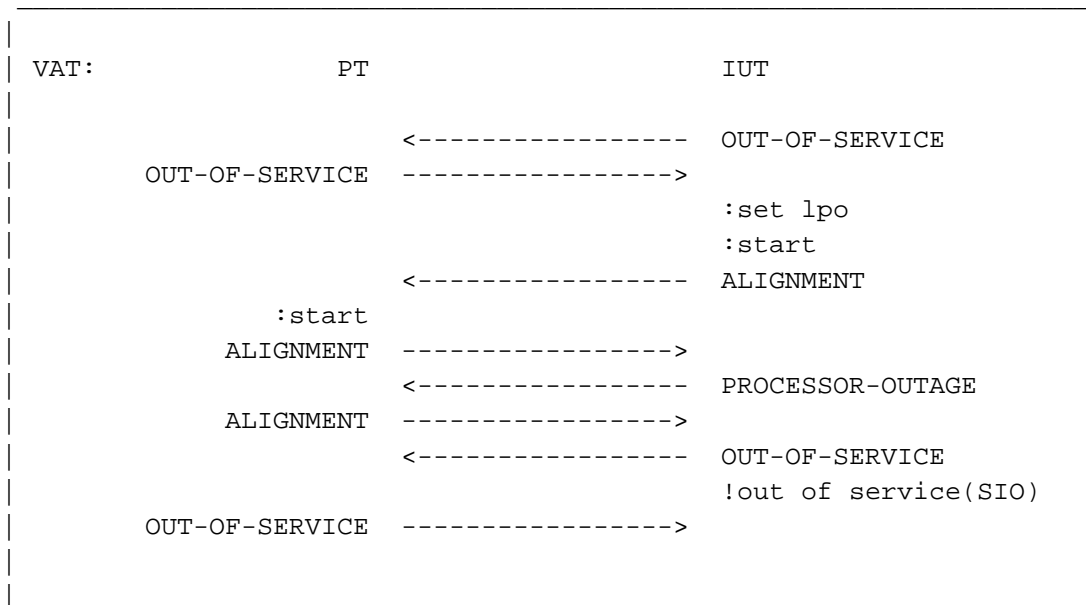 VAT: PT IUT
<----------------- OUT-OF-SERVICE
OUT-OF-SERVICE ----------------->
:set lpo
:start
<----------------- ALIGNMENT
:start
ALIGNMENT ----------------->
<----------------- PROCESSOR-OUTAGE
ALIGNMENT ----------------->
<----------------- OUT-OF-SERVICE
!out of service(SIO)
OUT-OF-SERVICE ----------------->